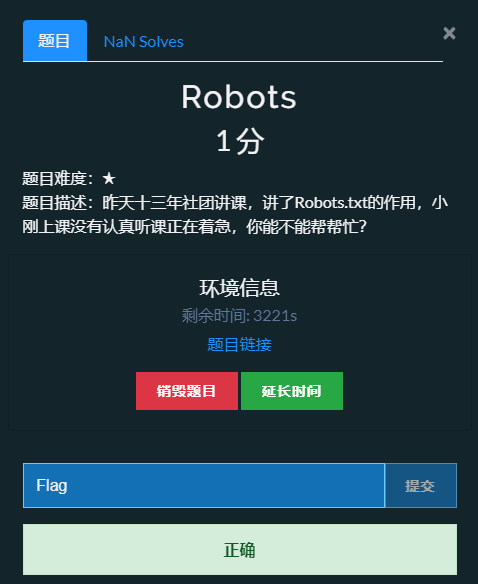 题目 NaN Solves ×
Robots
1分
题目难度：★
题目描述：昨天十三年社团讲课，讲了Robots.txt的作用，小
刚上课没有认真听课正在着急，你能不能帮帮忙？
环境信息
剩余时间: 3221s
题目链接
销毁题目 延长时间
Flag 提交
正确